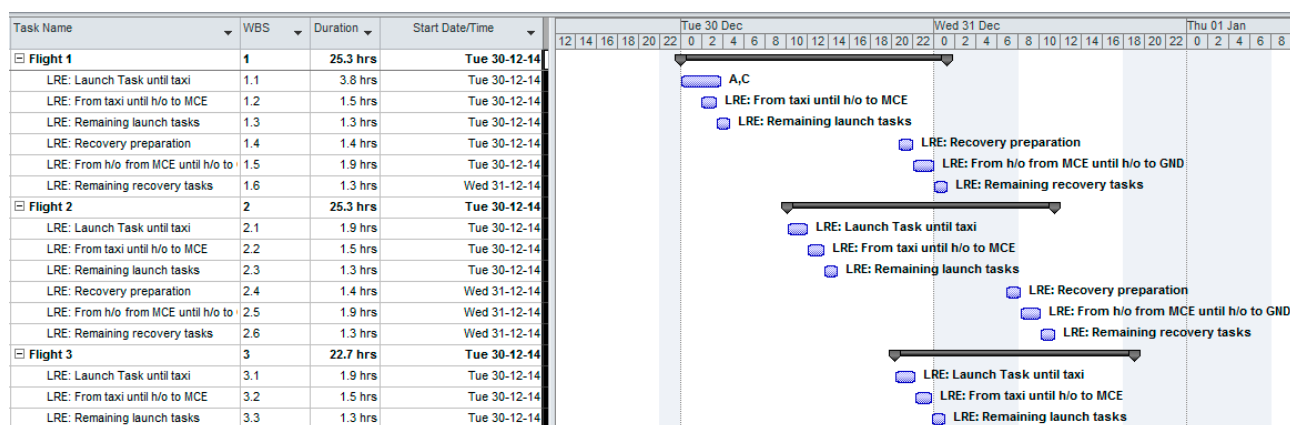 Task Name WBS Duration Start Date/Time Tue 30 Dec Wed 31 Dec Thu 01 Jan
12 14 16 18 20 22 0 2 4 6 8 10 12 14 16 18 20 22 0 2 4 6 8 10 12 14 16 18 20 22 0 2 4 6 8
Flight 1 1 25.3 hrs Tue 30-12-14
LRE: Launch Task until taxi 1.1 3.8 hrs Tue 30-12-14 A,C
LRE: From taxi until h/o to MCE 1.2 1.5 hrs Tue 30-12-14 LRE: From taxi until h/o to MCE
LRE: Remaining launch tasks 1.3 1.3 hrs Tue 30-12-14 LRE: Remaining launch tasks
LRE: Recovery preparation 1.4 1.4 hrs Tue 30-12-14 LRE: Recovery preparation
LRE: From h/o from MCE until h/o to 1.5 1.9 hrs Tue 30-12-14 LRE: From h/o from MCE until h/o to GND
LRE: Remaining recovery tasks 1.6 1.3 hrs Wed 31-12-14 LRE: Remaining recovery tasks
Flight 2 2 25.3 hrs Tue 30-12-14
LRE: Launch Task until taxi 2.1 1.9 hrs Tue 30-12-14 LRE: Launch Task until taxi
LRE: From taxi until h/o to MCE 2.2 1.5 hrs Tue 30-12-14 LRE: From taxi until h/o to MCE
LRE: Remaining launch tasks 2.3 1.3 hrs Tue 30-12-14 LRE: Remaining launch tasks
LRE: Recovery preparation 2.4 1.4 hrs Wed 31-12-14 LRE: Recovery preparation
LRE: From h/o from MCE until h/o to 2.5 1.9 hrs Wed 31-12-14 LRE: From h/o from MCE until h/o to GND
LRE: Remaining recovery tasks 2.6 1.3 hrs Wed 31-12-14 LRE: Remaining recovery tasks
Flight 3 3 22.7 hrs Tue 30-12-14
LRE: Launch Task until taxi 3.1 1.9 hrs Tue 30-12-14 LRE: Launch Task until taxi
LRE: From taxi until h/o to MCE 3.2 1.5 hrs Tue 30-12-14 LRE: From taxi until h/o to MCE
LRE: Remaining launch tasks 3.3 1.3 hrs Tue 30-12-14 LRE: Remaining launch tasks